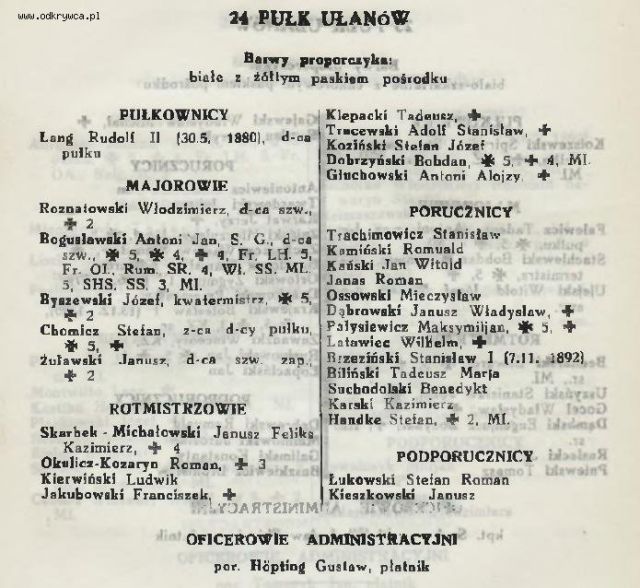 www.odkrywca.pl
24 PUŁK UŁANóW
Barwy proporczyka:
białe z żółtym paskiem pośrodku
PUŁKOWNICY
Lang Rudolf II (30.5. 1880), d-ca
pułku
MAJOROWIE
Roznatowski Włodzimierz, d-ca szw.,
✚ 2
Bogusławski Antoni Jan, S. G., d-ca
szw., ✠ 5, ✠ 4, ✚ 4, Fr. LH. 5,
Fr. OI., Rum. SR. 4, Wł. SS. ML.
5, SHS. SS. 3, MI.
Byszewski Józef, kwatermistrz, ✠ 5,
✚ 2
Chomicz Stefan, z-ca d-cy pułku,
✠ 5, ✚
Żuławski Janusz, d-ca szw. zap.,
✚ 2
ROTMISTRZOWIE
Skarbek - Michałowski Janusz Feliks
Kazimierz, ✚ 4
Okulicz-Kozaryn Roman, ✚ 3
Kierwiński Ludwik
Jakubowski Franciszek, ✚
Klepacki Tadeusz, ✚
Tracewski Adolf Stanisław, ✚
Koziński Stefan Józef
Dobrzyński Bohdan, ✠ 5, ✚ 4, MI.
Głuchowski Antoni Alojzy, ✚
PORUCZNICY
Trachimowicz Stanisław
Kamiński Romuald
Kański Jan Witold
Janas Roman
Ossowski Mieczysław
Dąbrowski Janusz Władysław, ✚
Pałysiewicz Maksymiljan, ✠ 5, ✚
Latawiec Wilhelm, ✚
Brzeziński Stanisław I (7.11. 1892)
Biliński Tadeusz Marja
Suchodolski Benedykt
Karski Kazimierz
Handke Stefan, ✚ 2, MI.
PODPORUCZNICY
Łukowski Stefan Roman
Kieszkowski Janusz
OFICEROWIE ADMINISTRACYJNI
por. Höpting Gustaw, płatnik